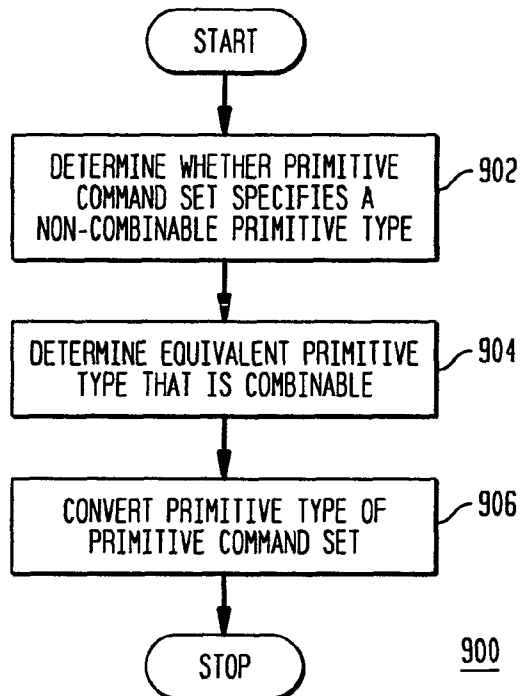 START
DETERMINE WHETHER PRIMITIVE
COMMAND SET SPECIFIES A
NON-COMBINABLE PRIMITIVE TYPE
902
DETERMINE EQUIVALENT PRIMITIVE
TYPE THAT IS COMBINABLE
904
CONVERT PRIMITIVE TYPE OF
PRIMITIVE COMMAND SET
906
STOP
900